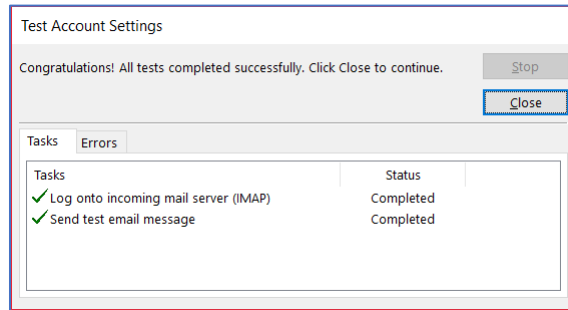 Test Account Settings
Congratulations! All tests completed successfully. Click Close to continue.
Stop
Close
Tasks Errors
Tasks Status
Log onto incoming mail server (IMAP) Completed
Send test email message Completed